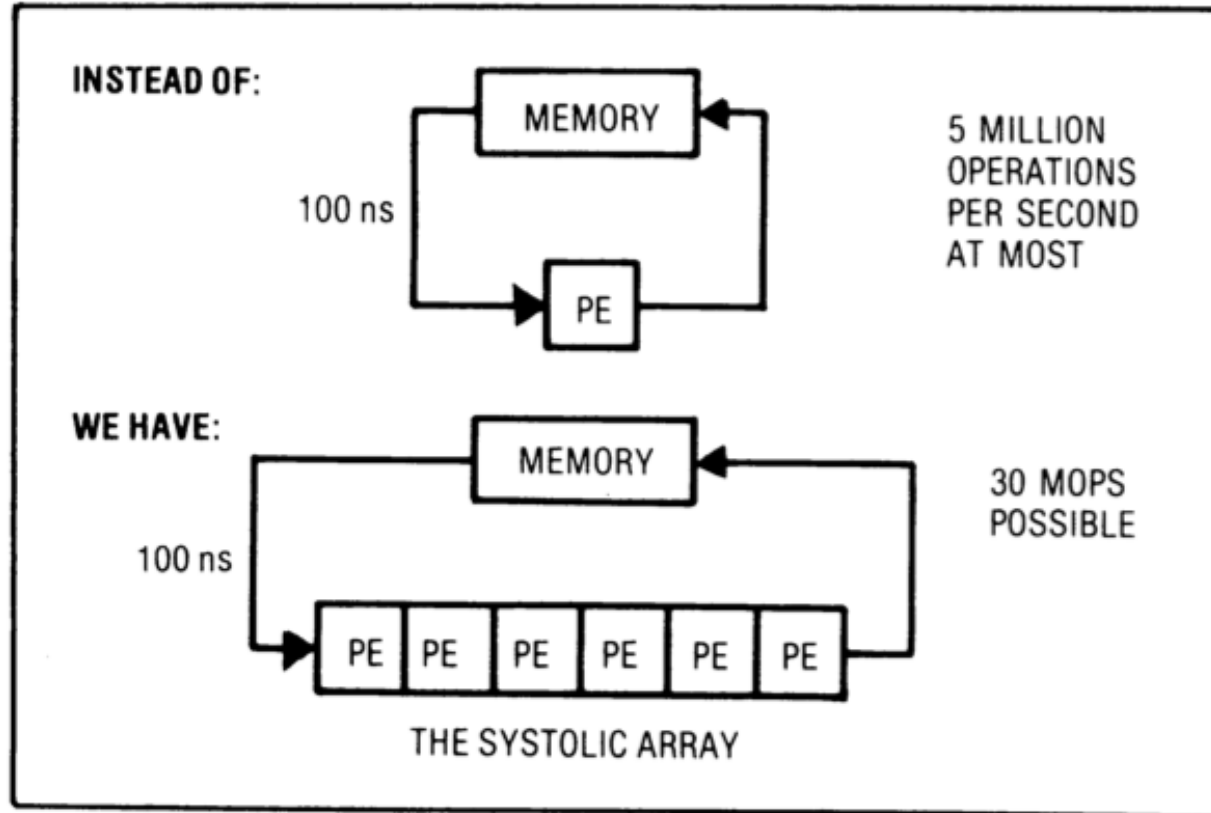 INSTEAD OF:
MEMORY
100 ns
PE
5 MILLION
OPERATIONS
PER SECOND
AT MOST
WE HAVE:
MEMORY
100 ns
PE PE PE PE PE PE
THE SYSTOLIC ARRAY
30 MOPS
POSSIBLE